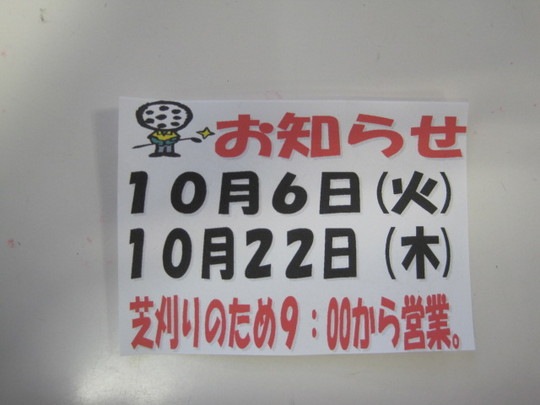 お知らせ
10月6日(火)
10月22日(木)
芝刈りのため9:00から営業。